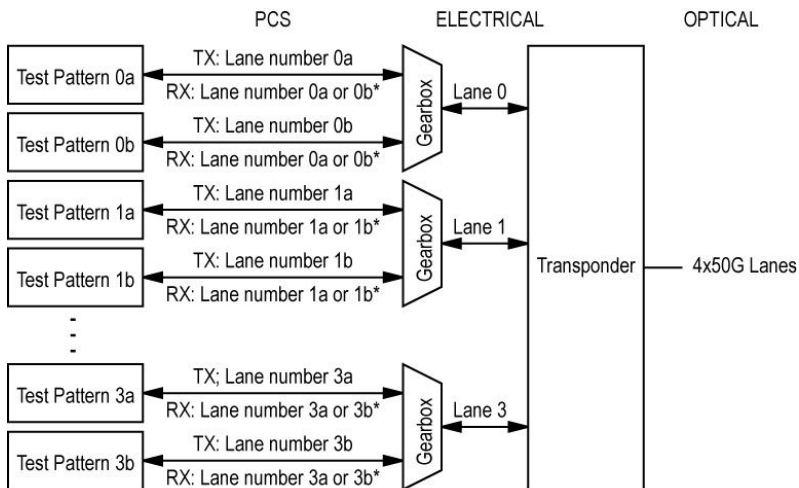 PCS ELECTRICAL OPTICAL
Test Pattern 0a
TX: Lane number 0a
RX: Lane number 0a or 0b*
Test Pattern 0b
TX: Lane number 0b
RX: Lane number 0a or 0b*
Gearbox
Lane 0
Test Pattern 1a
TX: Lane number 1a
RX: Lane number 1a or 1b*
Test Pattern 1b
TX: Lane number 1b
RX: Lane number 1a or 1b*
Gearbox
Lane 1
Transponder
4x50G Lanes
Test Pattern 3a
TX; Lane number 3a
RX: Lane number 3a or 3b*
Test Pattern 3b
TX: Lane number 3b
RX: Lane number 3a or 3b*
Gearbox
Lane 3